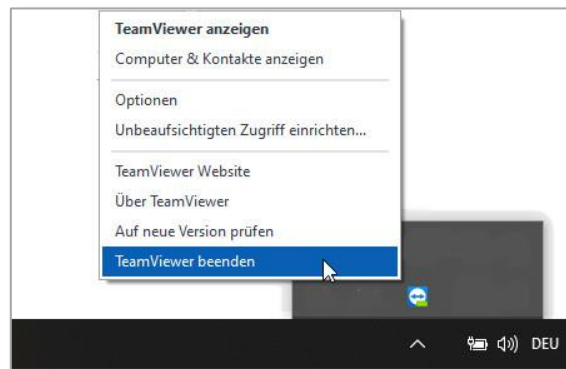 TeamViewer anzeigen
Computer & Kontakte anzeigen
Optionen
Unbeaufsichtigten Zugriff einrichten...
TeamViewer Website
Über TeamViewer
Auf neue Version prüfen
TeamViewer beenden
DEU